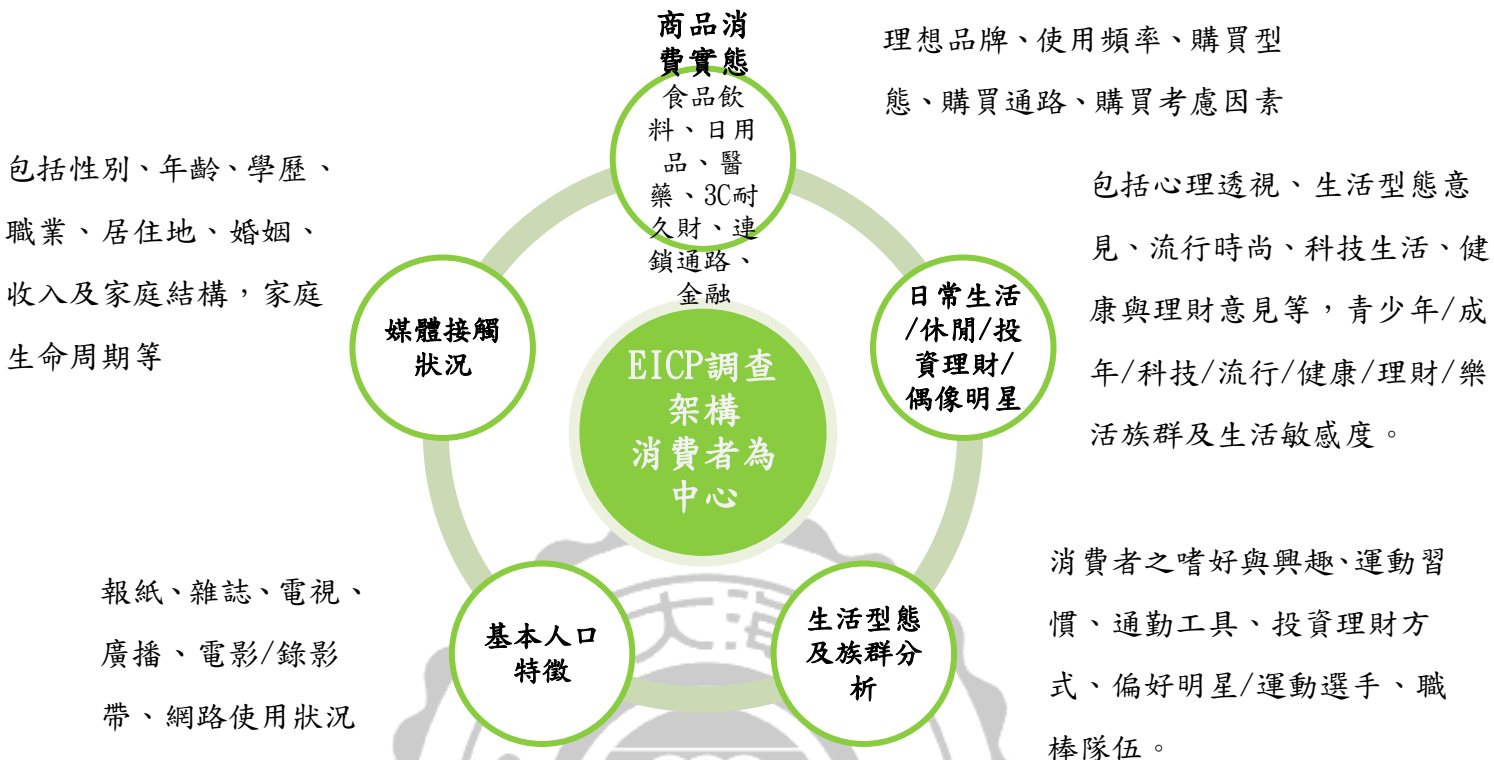 商品消
費實態
食品飲
料、日用
品、醫
藥、3C耐
久財、連
鎖通路、
金融
理想品牌、使用頻率、購買型
態、購買通路、購買考慮因素
包括性別、年齡、學歷、
職業、居住地、婚姻、
收入及家庭結構，家庭
生命周期等
媒體接觸
狀況
EICP調查
架構
消費者為
中心
日常生活
/休閒/投
資理財/
偶像明星
包括心理透視、生活型態意
見、流行時尚、科技生活、健
康與理財意見等，青少年/成
年/科技/流行/健康/理財/樂
活族群及生活敏感度。
報紙、雜誌、電視、
廣播、電影/錄影
帶、網路使用狀況
基本人口
特徵
生活型態
及族群分
析
消費者之嗜好與興趣、運動習
慣、通勤工具、投資理財方
式、偏好明星/運動選手、職
棒隊伍。
大海